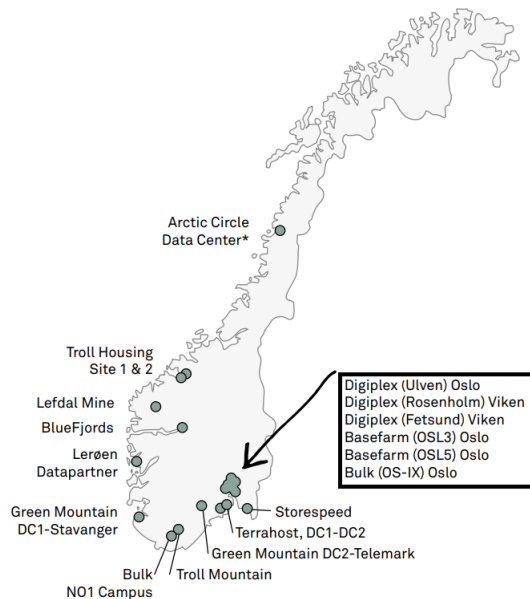 Arctic Circle
Data Center*
Troll Housing
Site 1 & 2
Lefdal Mine
BlueFjords
Lerøen
Datapartner
Green Mountain
DC1-Stavanger
Bulk
NO1 Campus
Troll Mountain
Green Mountain DC2-Telemark
Terrahost, DC1-DC2
Storespeed
Digiplex (Ulven) Oslo
Digiplex (Rosenholm) Viken
Digiplex (Fetsund) Viken
Basefarm (OSL3) Oslo
Basefarm (OSL5) Oslo
Bulk (OS-IX) Oslo